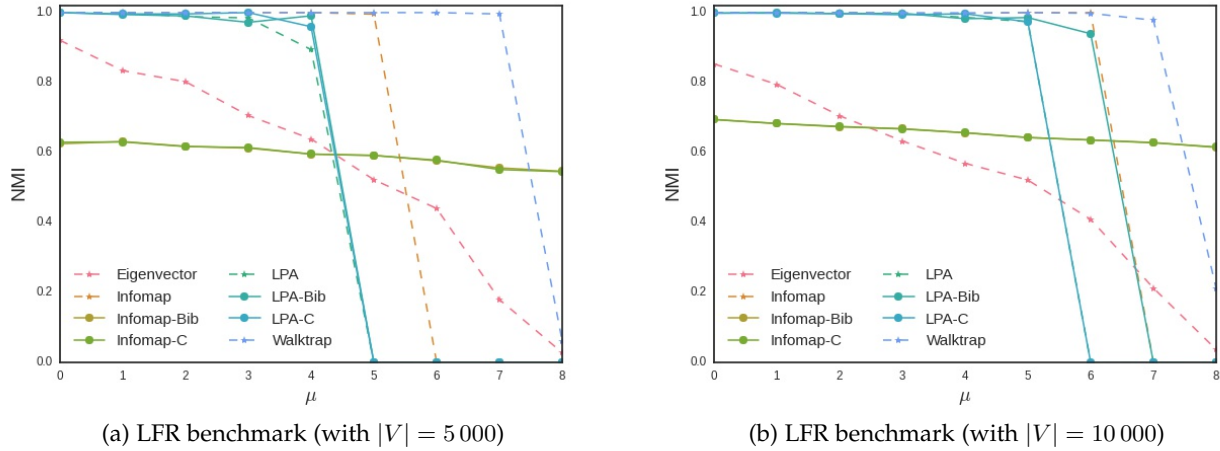 1.0
0.8
0.6
0.4
0.2
0.0
NMI
0 1 2 3 4 5 6 7 8
μ
Eigenvector
Infomap
Infomap-Bib
Infomap-C
LPA
LPA-Bib
LPA-C
Walktrap
(a) LFR benchmark (with |V| = 5 000)
1.0
0.8
0.6
0.4
0.2
0.0
NMI
0 1 2 3 4 5 6 7 8
μ
Eigenvector
Infomap
Infomap-Bib
Infomap-C
LPA
LPA-Bib
LPA-C
Walktrap
(b) LFR benchmark (with |V| = 10 000)